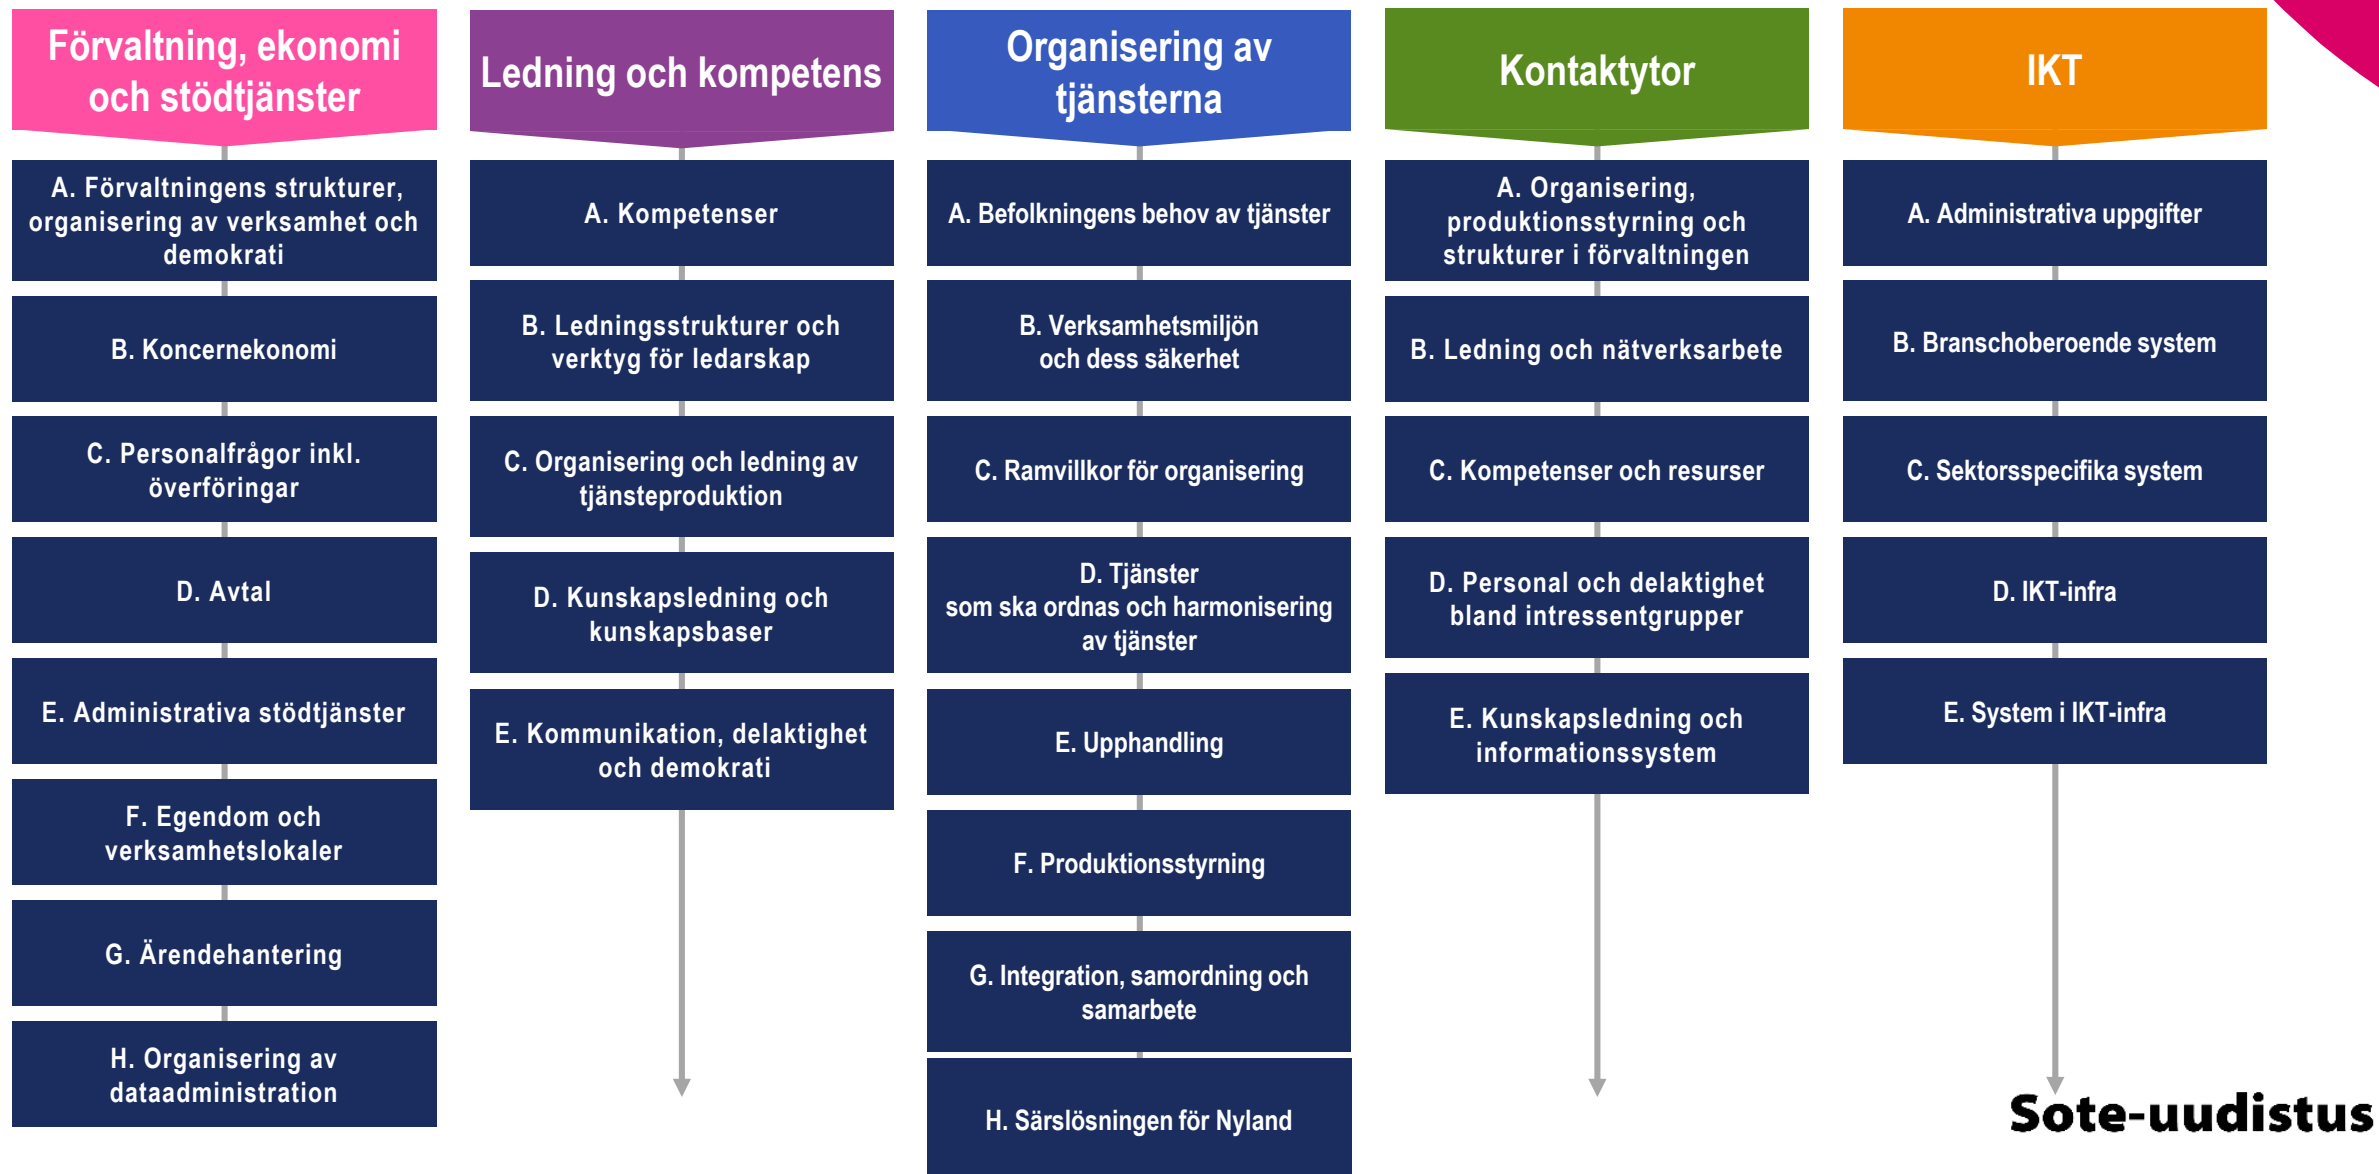 Förvaltning, ekonomi
och stödtjänster
A. Förvaltningens strukturer,
organisering av verksamhet och
demokrati
B. Koncernekonomi
C. Personalfrågor inkl.
överföringar
D. Avtal
E. Administrativa stödtjänster
F. Egendom och
verksamhetslokaler
G. Ärendehantering
H. Organisering av
dataadministration
Ledning och kompetens
A. Kompetenser
B. Ledningsstrukturer och
verktyg för ledarskap
C. Organisering och ledning av
tjänsteproduktion
D. Kunskapsledning och
kunskapsbaser
E. Kommunikation, delaktighet
och demokrati
Organisering av
tjänsterna
A. Befolkningens behov av tjänster
B. Verksamhetsmiljön
och dess säkerhet
C. Ramvillkor för organisering
D. Tjänster
som ska ordnas och harmonisering
av tjänster
E. Upphandling
F. Produktionsstyrning
G. Integration, samordning och
samarbete
H. Särslösningen för Nyland
Kontaktytor
A. Organisering,
produktionsstyrning och
strukturer i förvaltningen
B. Ledning och nätverksarbete
C. Kompetenser och resurser
D. Personal och delaktighet
bland intressentgrupper
E. Kunskapsledning och
informationssystem
IKT
A. Administrativa uppgifter
B. Branschoberoende system
C. Sektorsspecifika system
D. IKT-infra
E. System i IKT-infra
Sote-uudistus